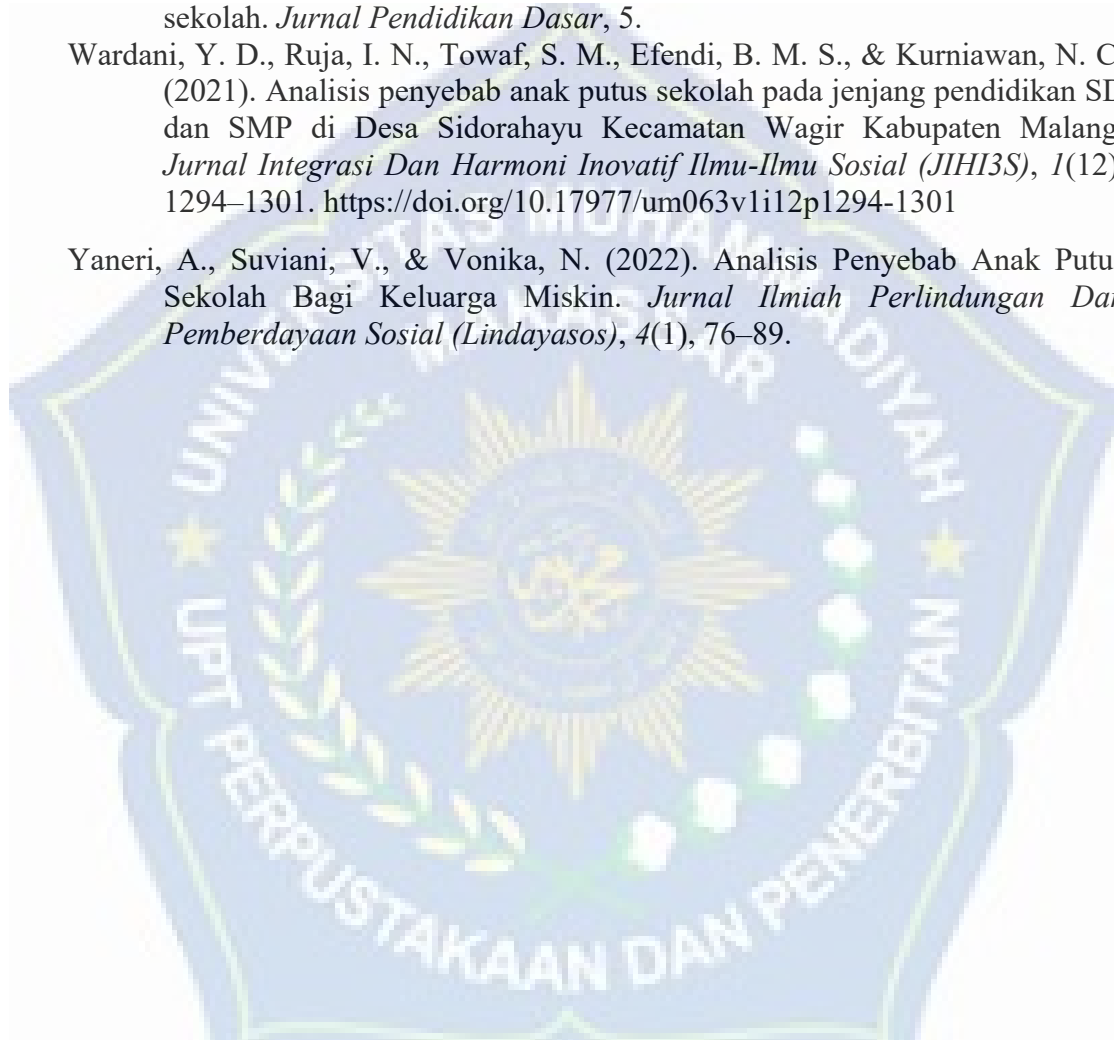 sekolah. Jurnal Pendidikan Dasar, 5.
Wardani, Y. D., Ruja, I. N., Towaf, S. M., Efendi, B. M. S., & Kurniawan, N. C
(2021). Analisis penyebab anak putus sekolah pada jenjang pendidikan SD
dan SMP di Desa Sidorahayu Kecamatan Wagir Kabupaten Malang
Jurnal Integrasi Dan Harmoni Inovatif Ilmu-Ilmu Sosial (JIHI3S), 1(12)
1294–1301. https://doi.org/10.17977/um063v1i12p1294-1301
Yaneri, A., Suviani, V., & Vonika, N. (2022). Analisis Penyebab Anak Putu
Sekolah Bagi Keluarga Miskin. Jurnal Ilmiah Perlindungan Dan
Pemberdayaan Sosial (Lindayasos), 4(1), 76–89.
UNIVERSITAS MUHAMMADIYAH
MAKASSAR
UPT PERPUSTAKAAN DAN PENERBITAN